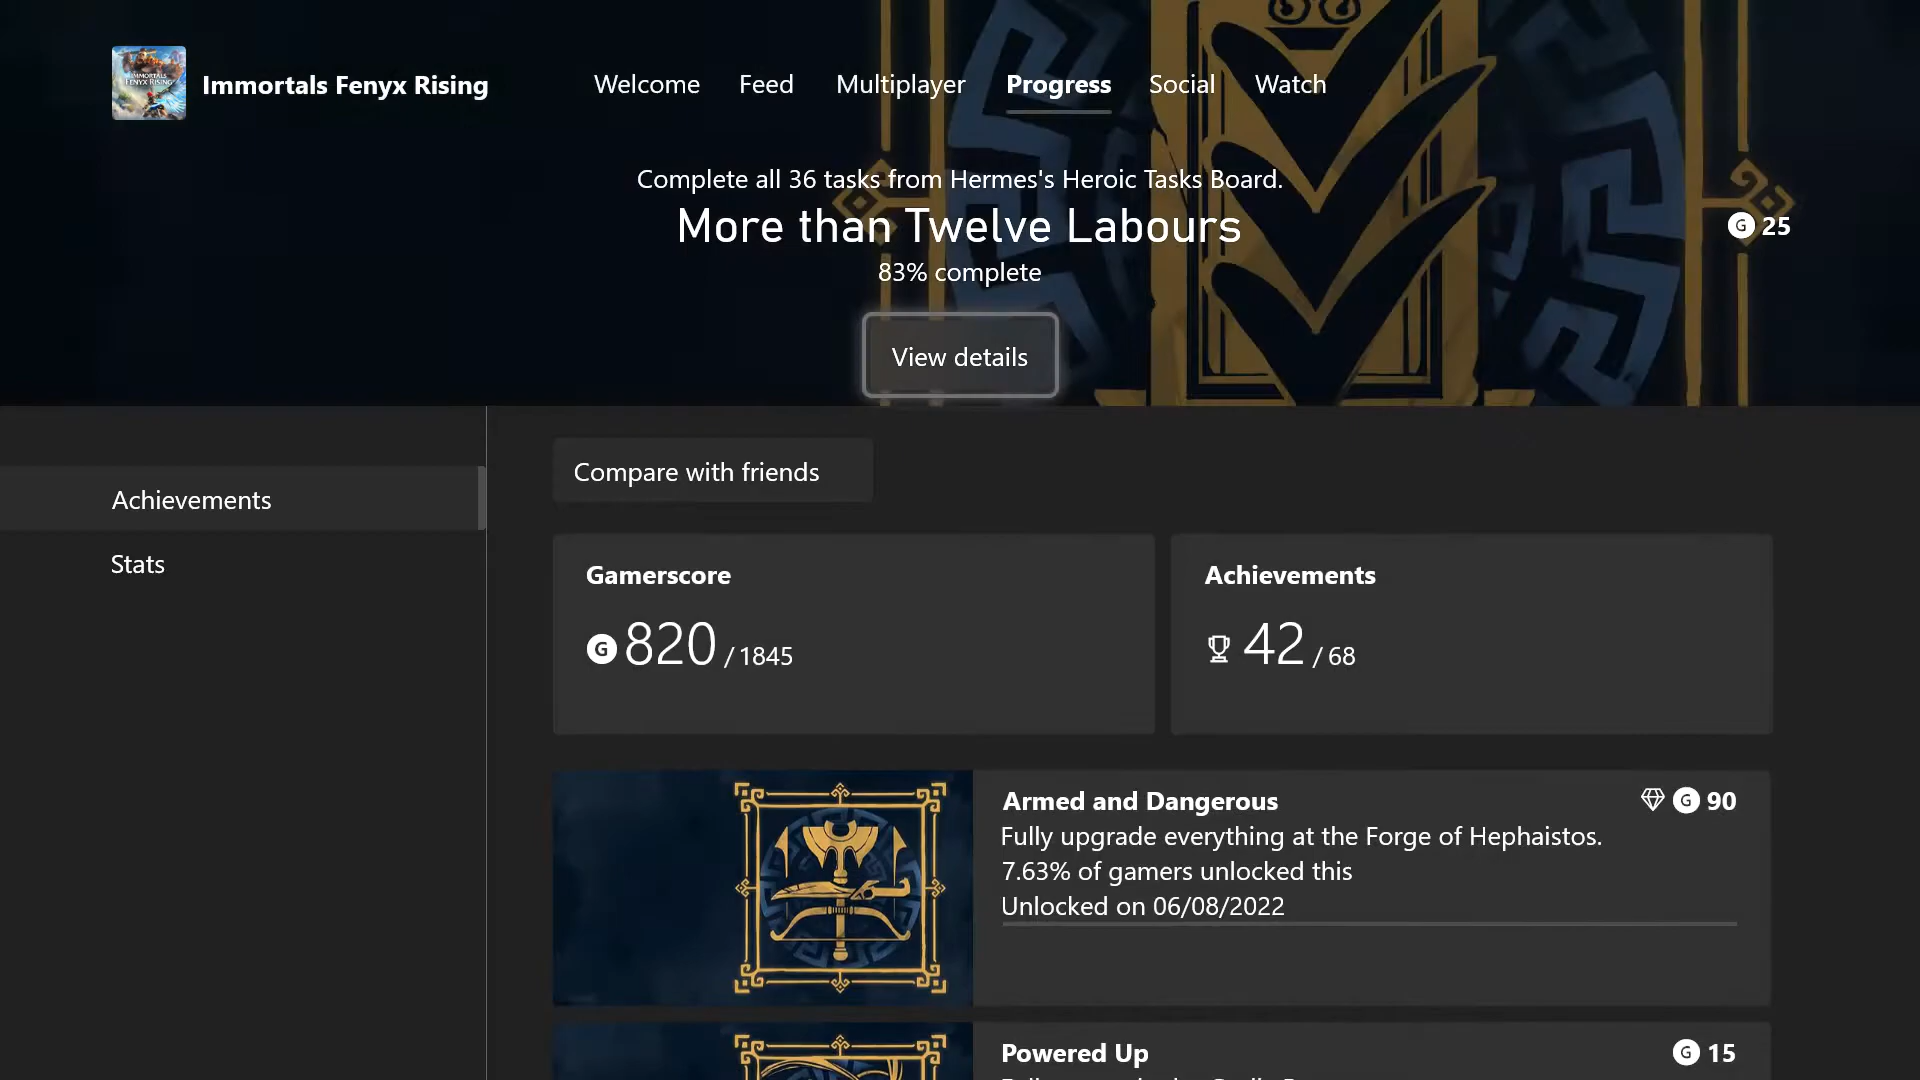 IMMORTALS
FENYX RISING
Immortals Fenyx Rising
Welcome
Feed
Multiplayer
Progress
Social
Watch
Complete all 36 tasks from Hermes's Heroic Tasks Board.
More than Twelve Labours
G 25
83% complete
View details
Achievements
Stats
Compare with friends
Gamerscore
G 820 / 1845
Achievements
42 / 68
Armed and Dangerous
G 90
Fully upgrade everything at the Forge of Hephaistos.
7.63% of gamers unlocked this
Unlocked on 06/08/2022
Powered Up
G 15